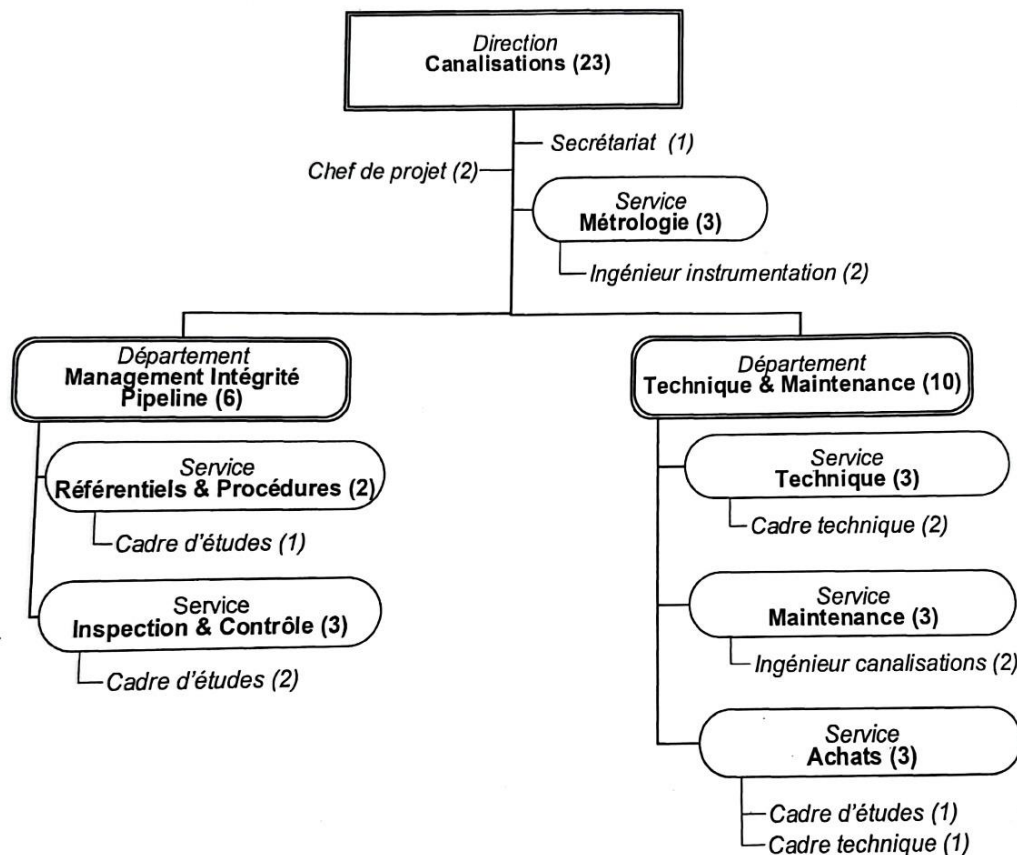 Direction
Canalisations (23)
Secrétariat (1)
Chef de projet (2)
Service
Métrologie (3)
Ingénieur instrumentation (2)
Département
Management Intégrité
Pipeline (6)
Service
Référentiels & Procédures (2)
Cadre d'études (1)
Service
Inspection & Contrôle (3)
Cadre d'études (2)
Département
Technique & Maintenance (10)
Service
Technique (3)
Cadre technique (2)
Service
Maintenance (3)
Ingénieur canalisations (2)
Service
Achats (3)
Cadre d'études (1)
Cadre technique (1)